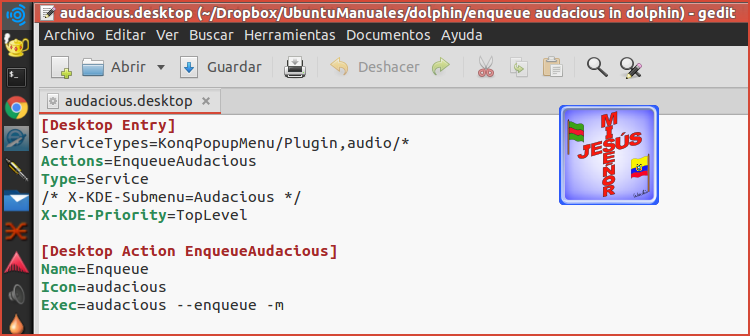 audacious.desktop (~/Dropbox/UbuntuManuales/dolphin/enqueue audacious in dolphin) - gedit
Archivo Editar Ver Buscar Herramientas Documentos Ayuda
Abrir Guardar Deshacer
audacious.desktop ×
[Desktop Entry]
ServiceTypes=KonqPopupMenu/Plugin,audio/*
Actions=EnqueueAudacious
Type=Service
/* X-KDE-Submenu=Audacious */
X-KDE-Priority=TopLevel
[Desktop Action EnqueueAudacious]
Name=Enqueue
Icon=audacious
Exec=audacious --enqueue -m
MISEÑOR
JESÚS